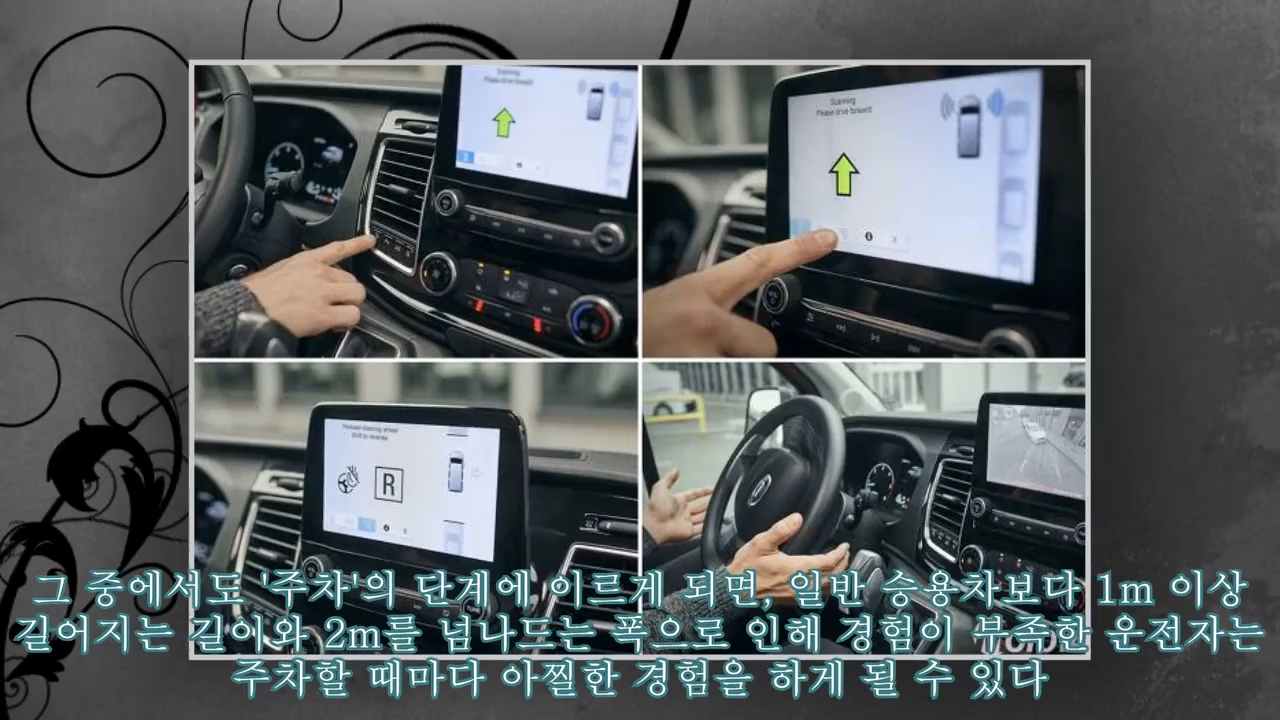 Scanning
Please drive forward
Scanning
Please drive forward
R
그 중에서도 '주차'의 단계에 이르게 되면, 일반 승용차보다 1m 이상
길어지는 길이와 2m를 넘나드는 폭으로 인해 경험이 부족한 운전자는
주차할 때마다 아찔한 경험을 하게 될 수 있다